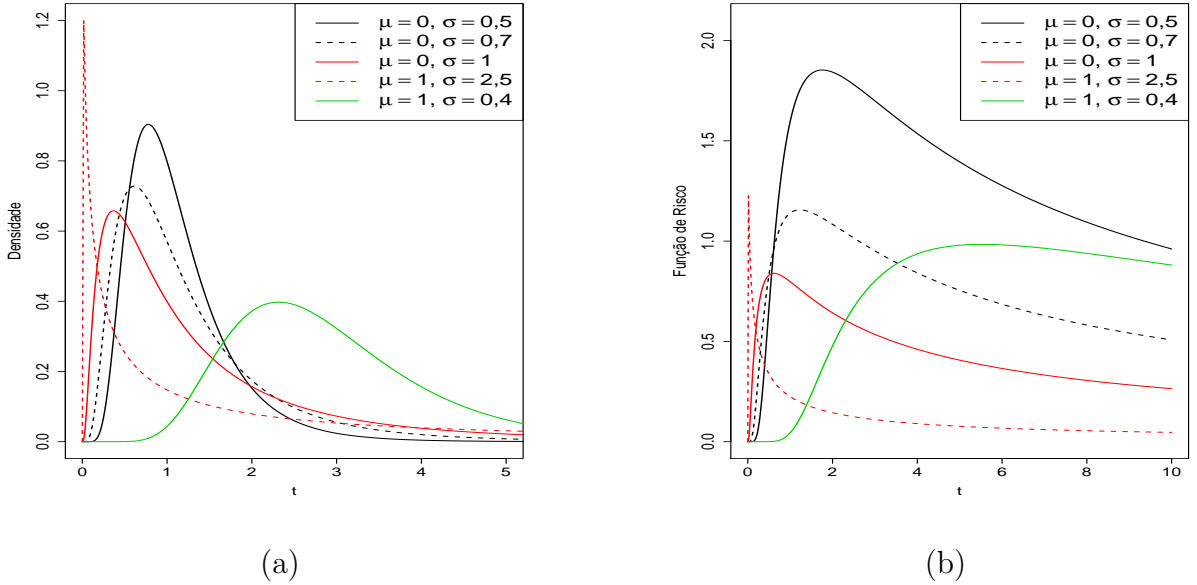 1.2
1.0
0.8
0.6
0.4
0.2
0.0
Densidade
0 1 2 3 4 5
t
μ = 0, σ = 0,5
μ = 0, σ = 0,7
μ = 0, σ = 1
μ = 1, σ = 2,5
μ = 1, σ = 0,4
(a)
2.0
1.5
1.0
0.5
0.0
Função de Risco
0 2 4 6 8 10
t
μ = 0, σ = 0,5
μ = 0, σ = 0,7
μ = 0, σ = 1
μ = 1, σ = 2,5
μ = 1, σ = 0,4
(b)